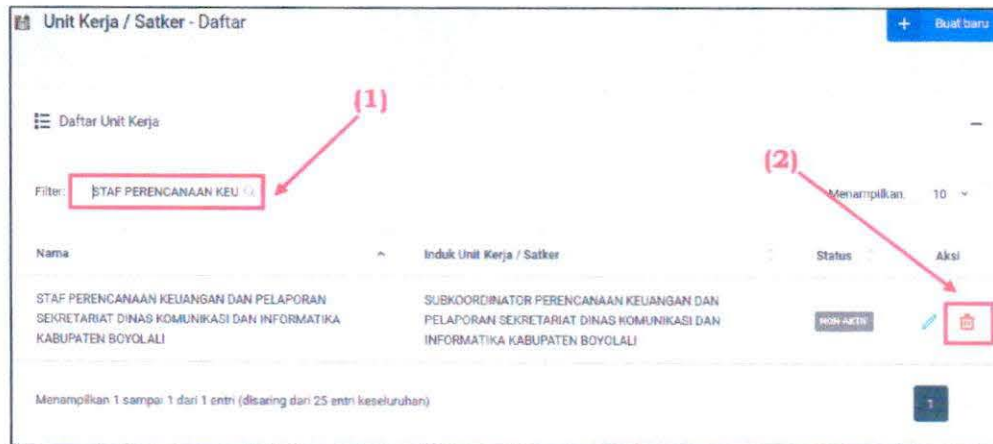 Unit Kerja / Satker - Daftar
+ Buat baru
(1)
Daftar Unit Kerja
(2)
Filter: STAF PERENCANAAN KEU
Menampilkan. 10
Nama Induk Unit Kerja / Satker Status Aksi
STAF PERENCANAAN KEUANGAN DAN PELAPORAN
SEKRETARIAT DINAS KOMUNIKASI DAN INFORMATIKA
KABUPATEN BOYOLALI
SUBKOORDINATOR PERENCANAAN KEUANGAN DAN
PELAPORAN SEKRETARIAT DINAS KOMUNIKASI DAN
INFORMATIKA KABUPATEN BOYOLALI
NON AKTIF
Menampilkan 1 sampai 1 dari 1 entri (disaring dari 25 entri keseluruhan)
1